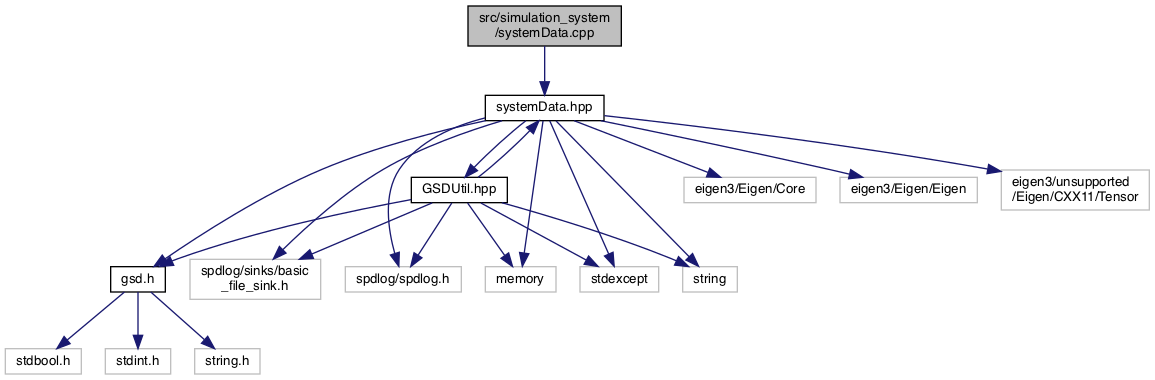 src/simulation_system
/systemData.cpp
systemData.hpp
GSDUtil.hpp
eigen3/Eigen/Core
eigen3/Eigen/Eigen
eigen3/unsupported
/Eigen/CXX11/Tensor
gsd.h
spdlog/sinks/basic
_file_sink.h
spdlog/spdlog.h
memory
stdexcept
string
stdbool.h
stdint.h
string.h